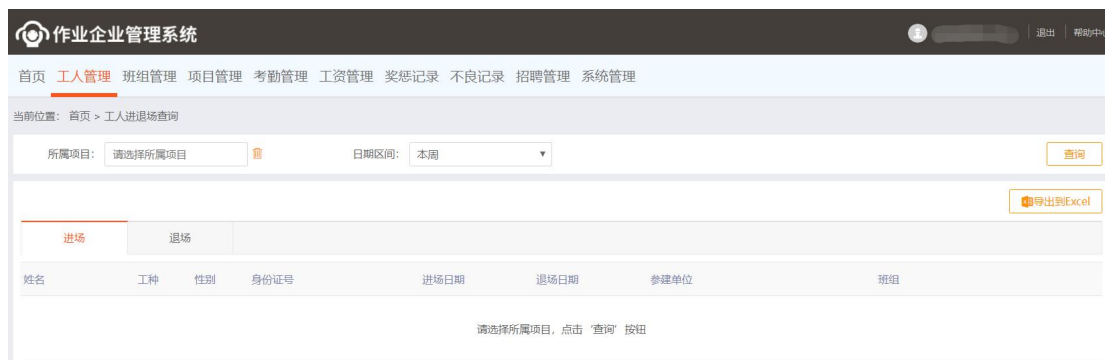 作业企业管理系统 退出 帮助中心
首页 工人管理 班组管理 项目管理 考勤管理 工资管理 奖惩记录 不良记录 招聘管理 系统管理
当前位置: 首页 > 工人进退场查询
所属项目: 请选择所属项目 日期区间: 本周 查询
导出到Excel
进场 退场
姓名 工种 性别 身份证号 进场日期 退场日期 参建单位 班组
请选择所属项目, 点击 '查询' 按钮